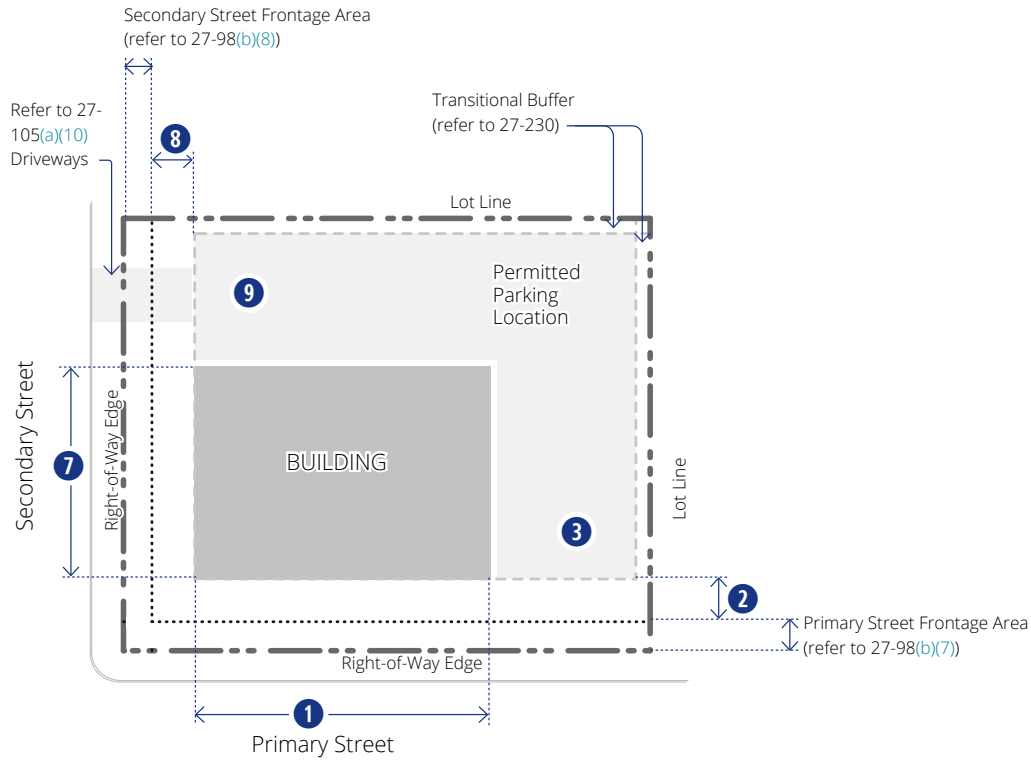 Secondary Street Frontage Area
(refer to 27-98(b)(8))
Refer to 27-
105(a)(10)
Driveways
8
Transitional Buffer
(refer to 27-230)
Lot Line
9
Permitted
Parking
Location
Secondary Street
7
Right-of-Way Edge
BUILDING
3
Lot Line
2
Primary Street Frontage Area
(refer to 27-98(b)(7))
Right-of-Way Edge
1
Primary Street